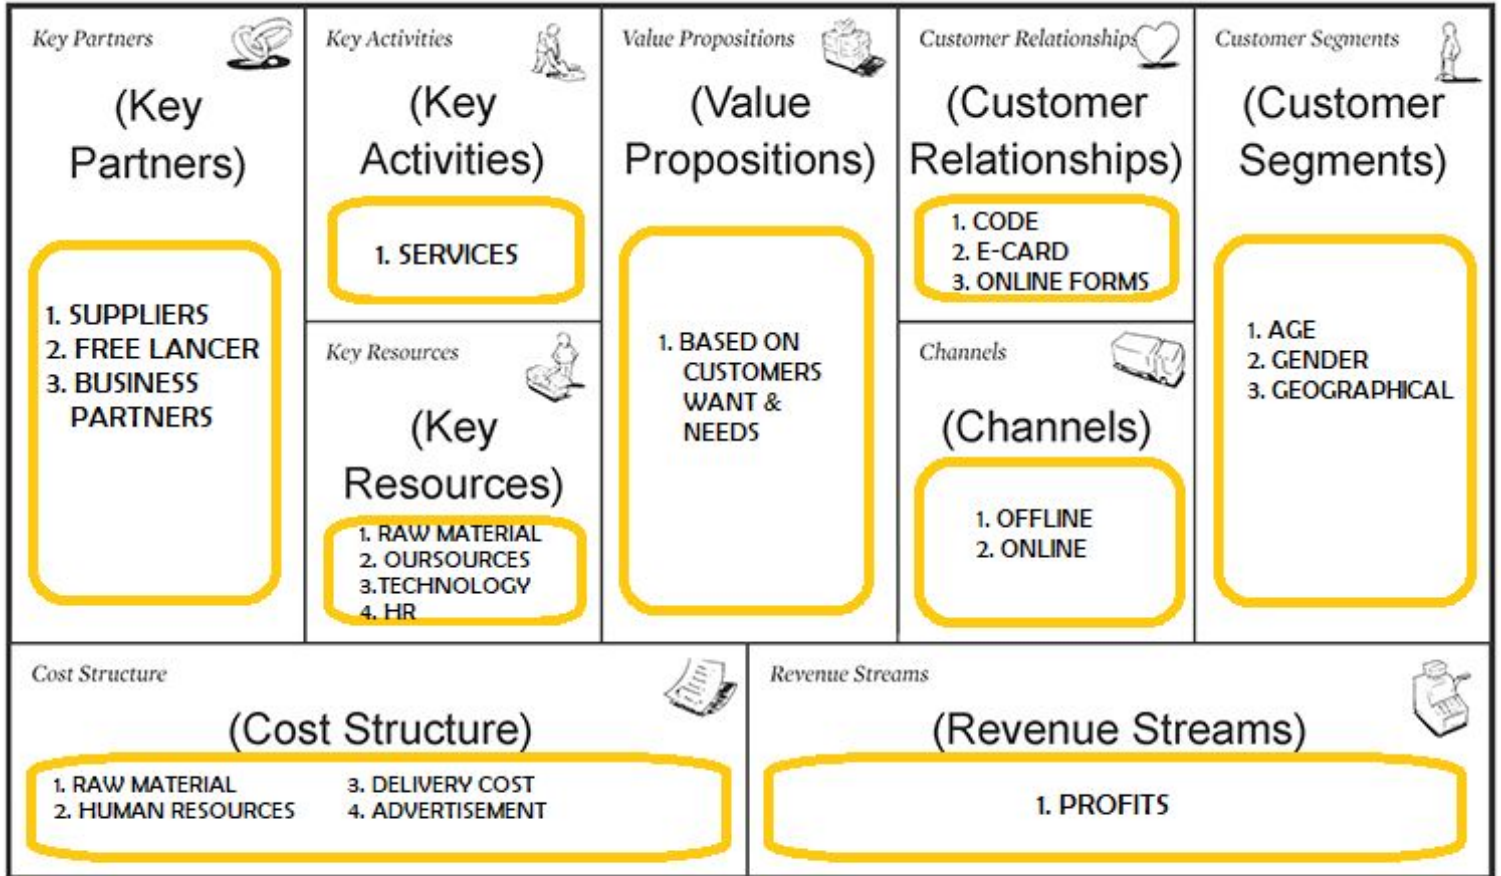 Key Partners
(Key
Partners)
1. SUPPLIERS
2. FREE LANCER
3. BUSINESS
PARTNERS
Key Activities
(Key
Activities)
1. SERVICES
Key Resources
(Key
Resources)
1. RAW MATERIAL
2. OURSOURCES
3.TECHNOLOGY
4. HR
Value Propositions
(Value
Propositions)
1. BASED ON
CUSTOMERS
WANT &
NEEDS
Customer Relationships
(Customer
Relationships)
1. CODE
2. E-CARD
3. ONLINE FORMS
Channels
(Channels)
1. OFFLINE
2. ONLINE
Customer Segments
(Customer
Segments)
1. AGE
2. GENDER
3. GEOGRAPHICAL
Cost Structure
(Cost Structure)
1. RAW MATERIAL
2. HUMAN RESOURCES
3. DELIVERY COST
4. ADVERTISEMENT
Revenue Streams
(Revenue Streams)
1. PROFITS